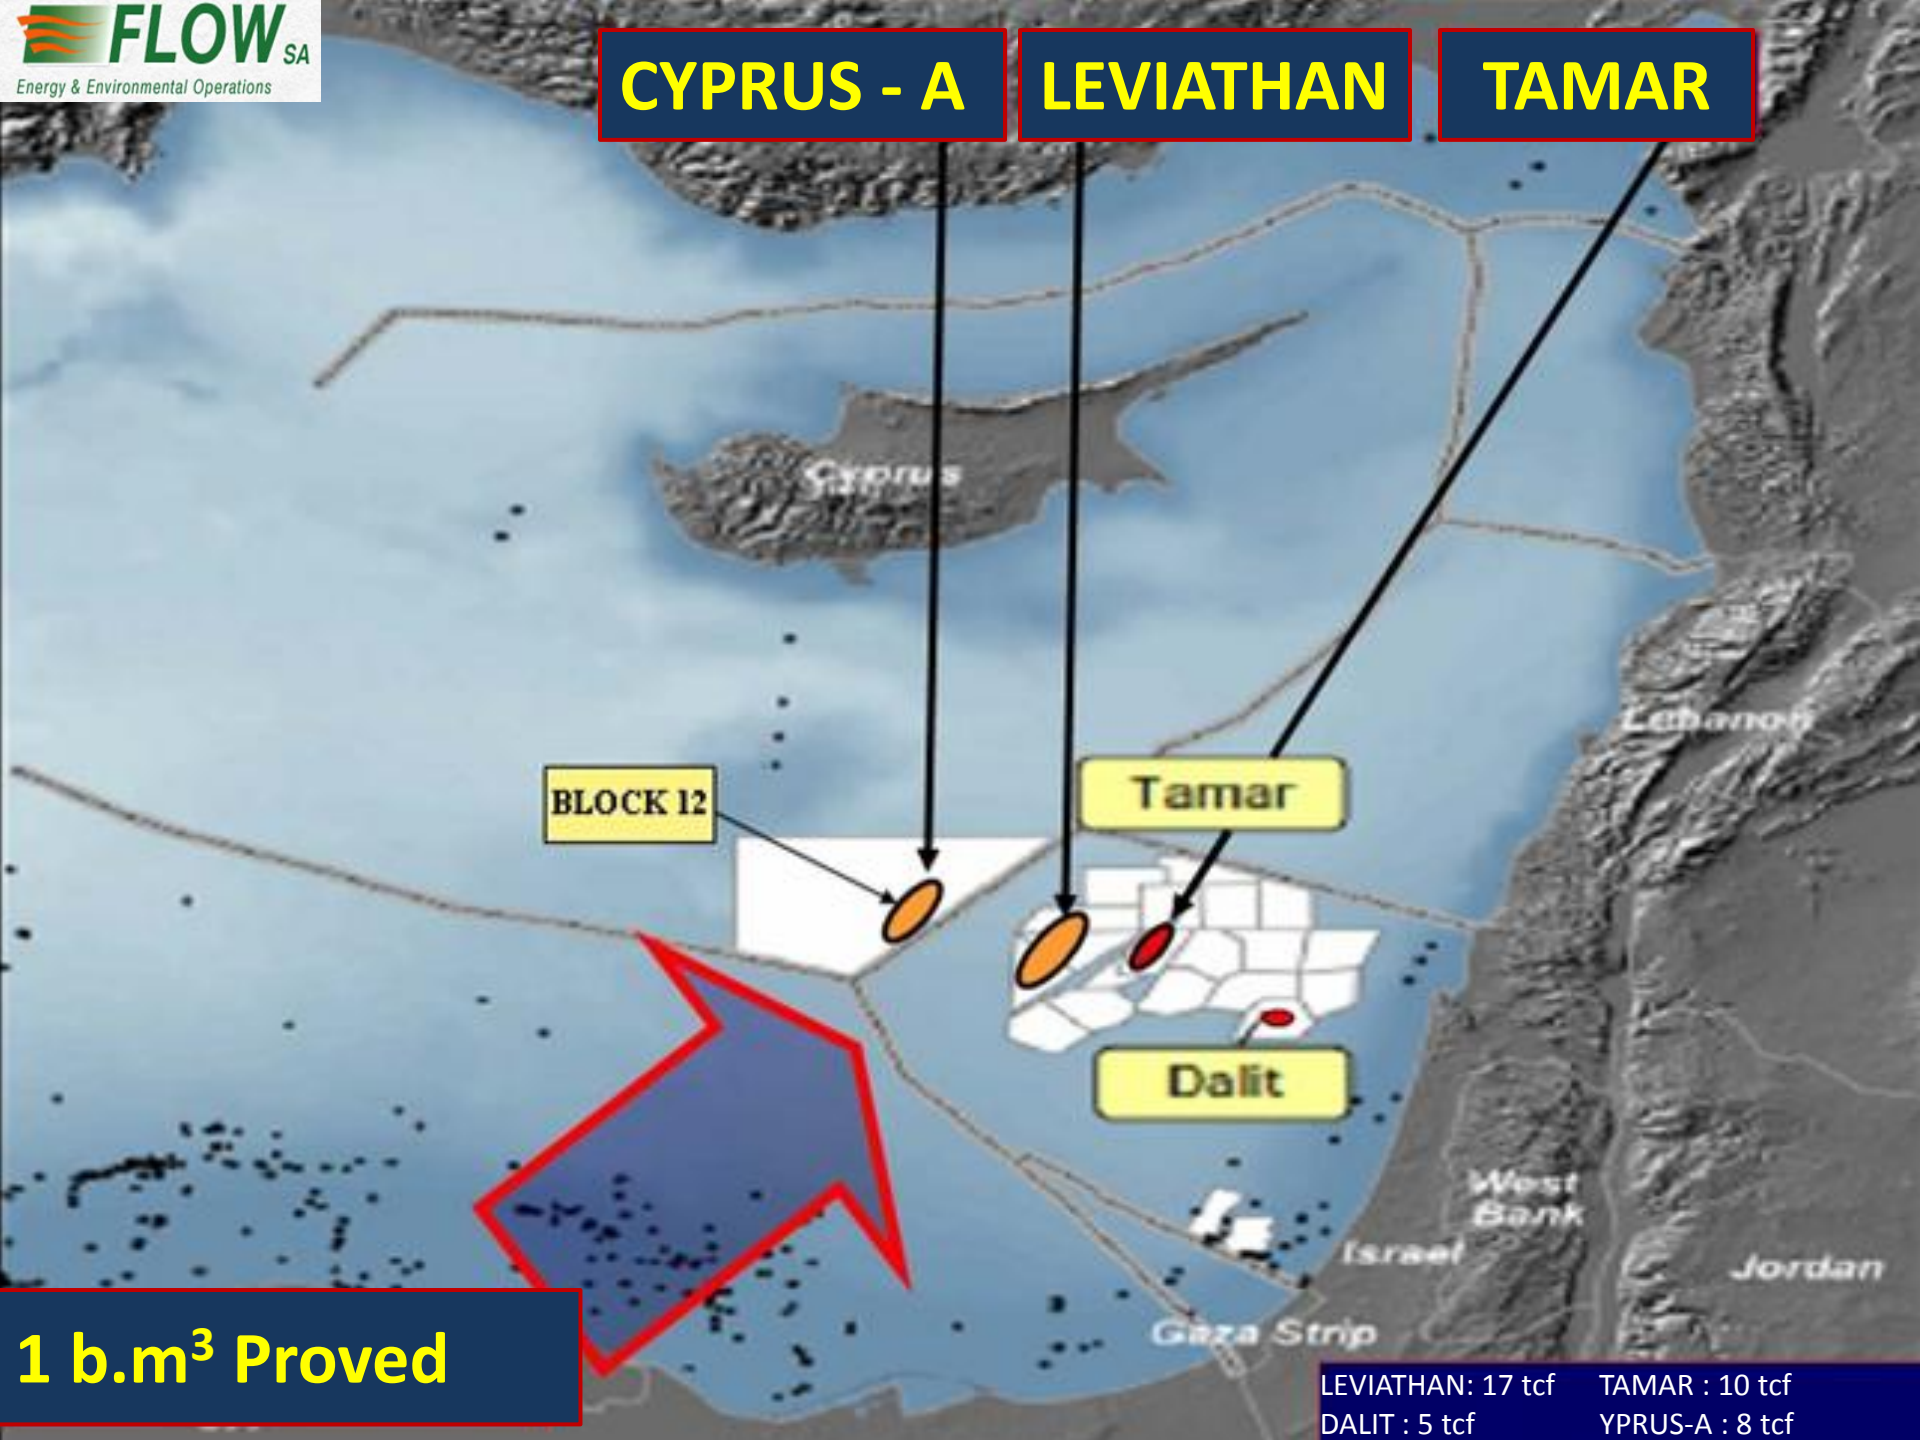 FLOW SA
Energy & Environmental Operations
CYPRUS - A
LEVIATHAN
TAMAR
Cyprus
Lebanon
Tamar
BLOCK 12
Dalit
West
Bank
Israel
Jordan
Gaza Strip
1 b.m³ Proved
LEVIATHAN: 17 tcf TAMAR : 10 tcf
DALIT : 5 tcf YPRUS-A : 8 tcf